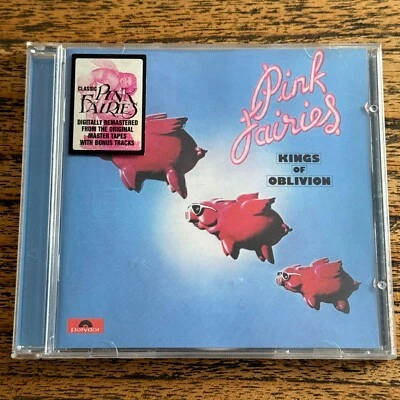 CLASSIC
PINK
FAIRIES
DIGITALLY REMASTERED
FROM THE ORIGINAL
MASTER TAPES
WITH BONUS TRACKS
Pink
Fairies
KINGS
OF
OBLIVION
polydor